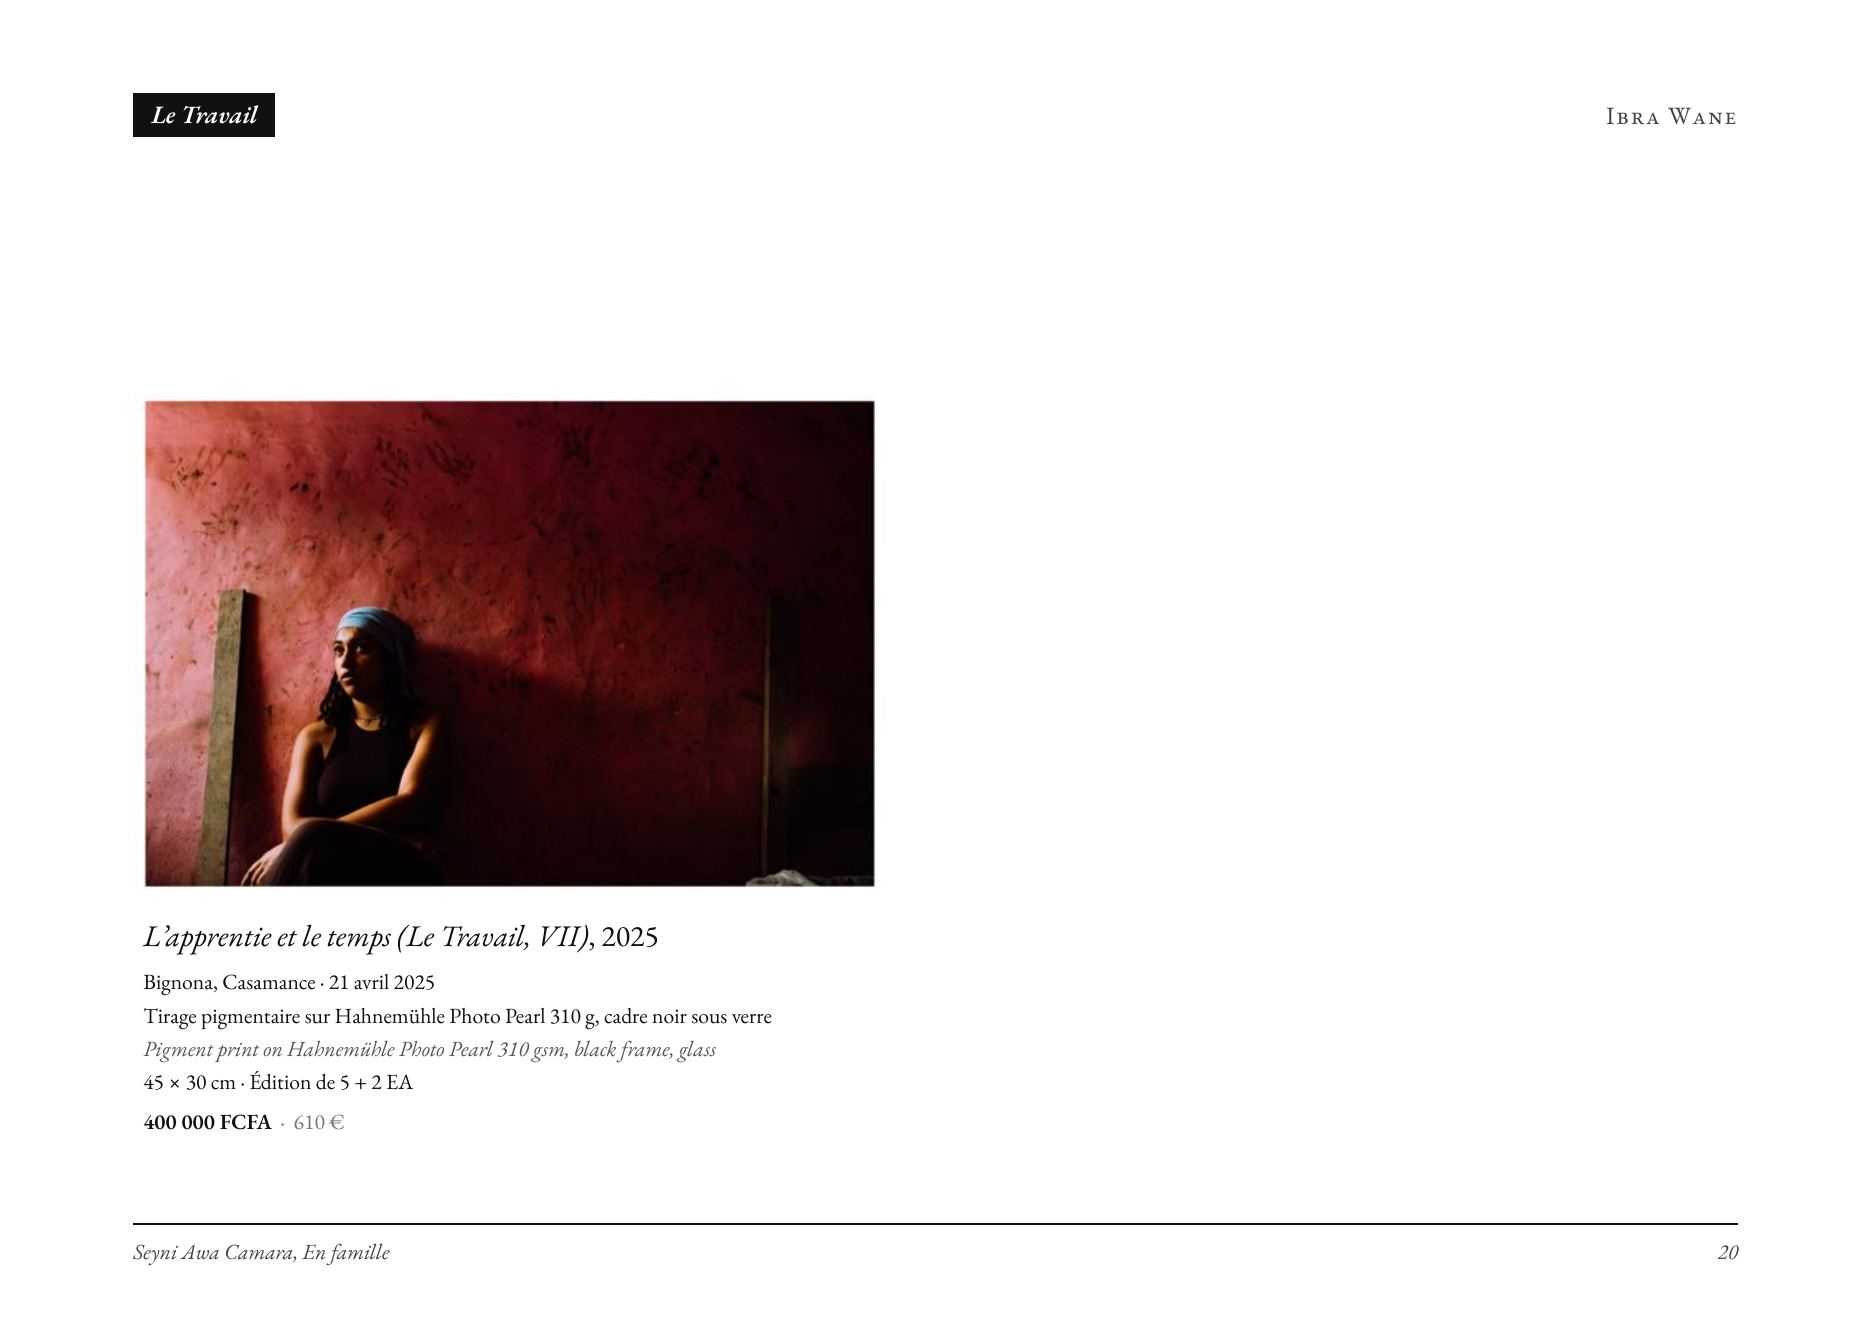 Le Travail
Ibra Wane
L’apprentie et le temps (Le Travail, VII), 2025
Bignona, Casamance · 21 avril 2025
Tirage pigmentaire sur Hahnemühle Photo Pearl 310 g, cadre noir sous verre
Pigment print on Hahnemühle Photo Pearl 310 gsm, black frame, glass
45 × 30 cm · Édition de 5 + 2 EA
400 000 FCFA · 610 €
Seyni Awa Camara, En famille
20